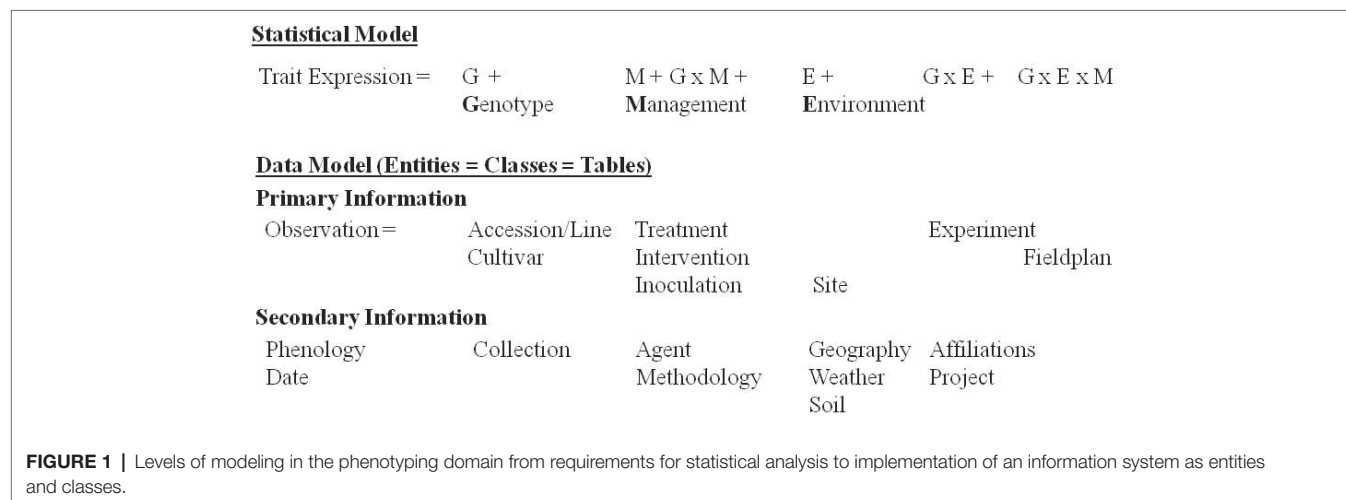 Statistical Model
Trait Expression = G + M + G x M + E + G x E + G x E x M
Genotype Management Environment
Data Model (Entities = Classes = Tables)
Primary Information
Observation = Accession/Line Treatment Experiment
Cultivar Intervention Fieldplan
Inoculation Site
Secondary Information
Phenology Collection Agent Geography Affiliations
Date Methodology Weather Project
Soil
FIGURE 1 | Levels of modeling in the phenotyping domain from requirements for statistical analysis to implementation of an information system as entities
and classes.